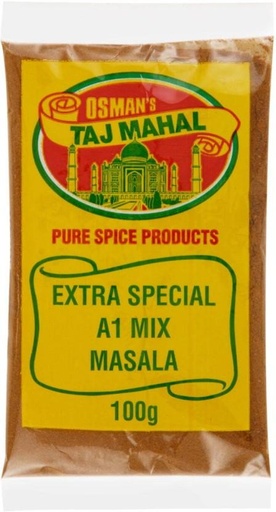 OSMAN'S
TAJ MAHAL
PURE SPICE PRODUCTS
EXTRA SPECIAL
A1 MIX
MASALA
100g